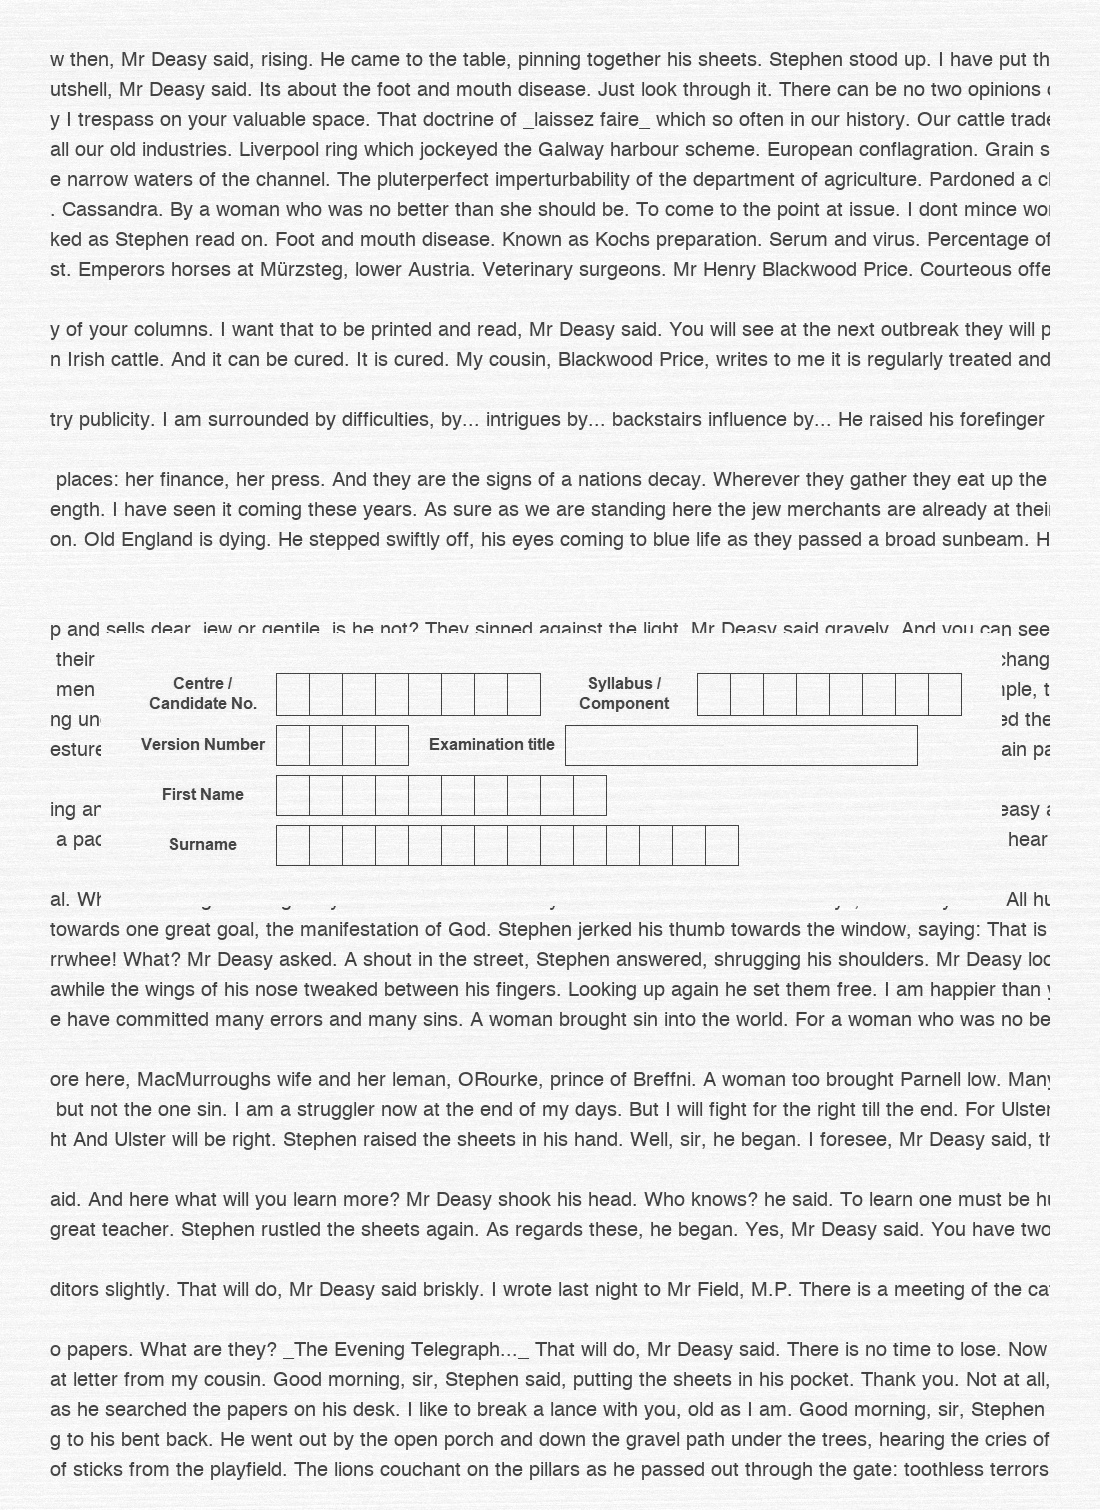 w then, Mr Deasy said, rising. He came to the table, pinning together his sheets. Stephen stood up. I have put th
utshell, Mr Deasy said. Its about the foot and mouth disease. Just look through it. There can be no two opinions
y I trespass on your valuable space. That doctrine of _laissez faire_ which so often in our history. Our cattle trade
all our old industries. Liverpool ring which jockeyed the Galway harbour scheme. European conflagration. Grain s
e narrow waters of the channel. The pluterperfect imperturbability of the department of agriculture. Pardoned a cl
. Cassandra. By a woman who was no better than she should be. To come to the point at issue. I dont mince wor
ked as Stephen read on. Foot and mouth disease. Known as Kochs preparation. Serum and virus. Percentage of
st. Emperors horses at Mürzsteg, lower Austria. Veterinary surgeons. Mr Henry Blackwood Price. Courteous offe
y of your columns. I want that to be printed and read, Mr Deasy said. You will see at the next outbreak they will p
n Irish cattle. And it can be cured. It is cured. My cousin, Blackwood Price, writes to me it is regularly treated and
try publicity. I am surrounded by difficulties, by... intrigues by... backstairs influence by... He raised his forefinger
places: her finance, her press. And they are the signs of a nations decay. Wherever they gather they eat up the
ength. I have seen it coming these years. As sure as we are standing here the jew merchants are already at thei
on. Old England is dying. He stepped swiftly off, his eyes coming to blue life as they passed a broad sunbeam. H
p and sells dear, jew or gentile, is he not? They sinned against the light, Mr Deasy said gravely. And you can see
their chang
men ple, t
ng un ed the
esture ain pa
Centre / Candidate No.
Syllabus / Component
Version Number
Examination title
First Name
Surname
ing an easy a
a pac hear
al. Wh All hu
towards one great goal, the manifestation of God. Stephen jerked his thumb towards the window, saying: That is
rrwhee! What? Mr Deasy asked. A shout in the street, Stephen answered, shrugging his shoulders. Mr Deasy loo
awhile the wings of his nose tweaked between his fingers. Looking up again he set them free. I am happier than y
e have committed many errors and many sins. A woman brought sin into the world. For a woman who was no be
ore here, MacMurroughs wife and her leman, ORourke, prince of Breffni. A woman too brought Parnell low. Many
but not the one sin. I am a struggler now at the end of my days. But I will fight for the right till the end. For Ulster
ht And Ulster will be right. Stephen raised the sheets in his hand. Well, sir, he began. I foresee, Mr Deasy said, th
aid. And here what will you learn more? Mr Deasy shook his head. Who knows? he said. To learn one must be hu
great teacher. Stephen rustled the sheets again. As regards these, he began. Yes, Mr Deasy said. You have two
ditors slightly. That will do, Mr Deasy said briskly. I wrote last night to Mr Field, M.P. There is a meeting of the cat
o papers. What are they? _The Evening Telegraph..._ That will do, Mr Deasy said. There is no time to lose. Now
at letter from my cousin. Good morning, sir, Stephen said, putting the sheets in his pocket. Thank you. Not at all,
as he searched the papers on his desk. I like to break a lance with you, old as I am. Good morning, sir, Stephen
g to his bent back. He went out by the open porch and down the gravel path under the trees, hearing the cries of
of sticks from the playfield. The lions couchant on the pillars as he passed out through the gate: toothless terrors